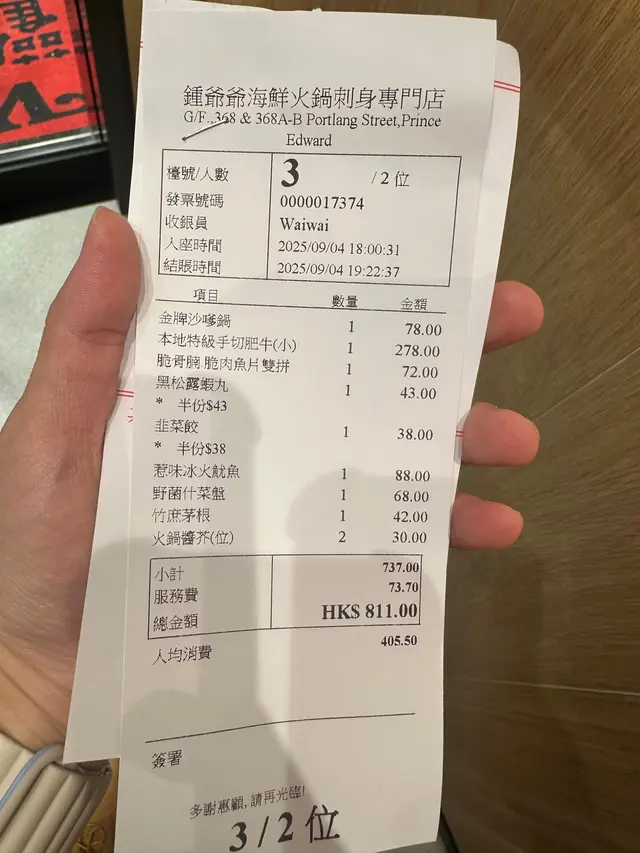 鍾爺爺海鮮火鍋刺身專門店
G/F.,368 & 368A-B Portlang Street,Prince
Edward
檯號/人數 3 /2 位
發票號碼 0000017374
收銀員 Waiwai
入座時間 2025/09/04 18:00:31
結賬時間 2025/09/04 19:22:37
項目 數量 金額
金牌沙嗲鍋 1 78.00
本地特級手切肥牛(小) 1 278.00
脆骨腩.脆肉魚片雙拼 1 72.00
黑松露蝦丸 1 43.00
* 半份$43
韭菜餃 1 38.00
* 半份$38
惹味冰火魷魚 1 88.00
野菌什菜盤 1 68.00
竹庶茅根 1 42.00
火鍋醬芥(位) 2 30.00
小計 737.00
服務費 73.70
總金額 HK$ 811.00
人均消費 405.50
簽署
多謝惠顧,請再光臨!
3 / 2 位